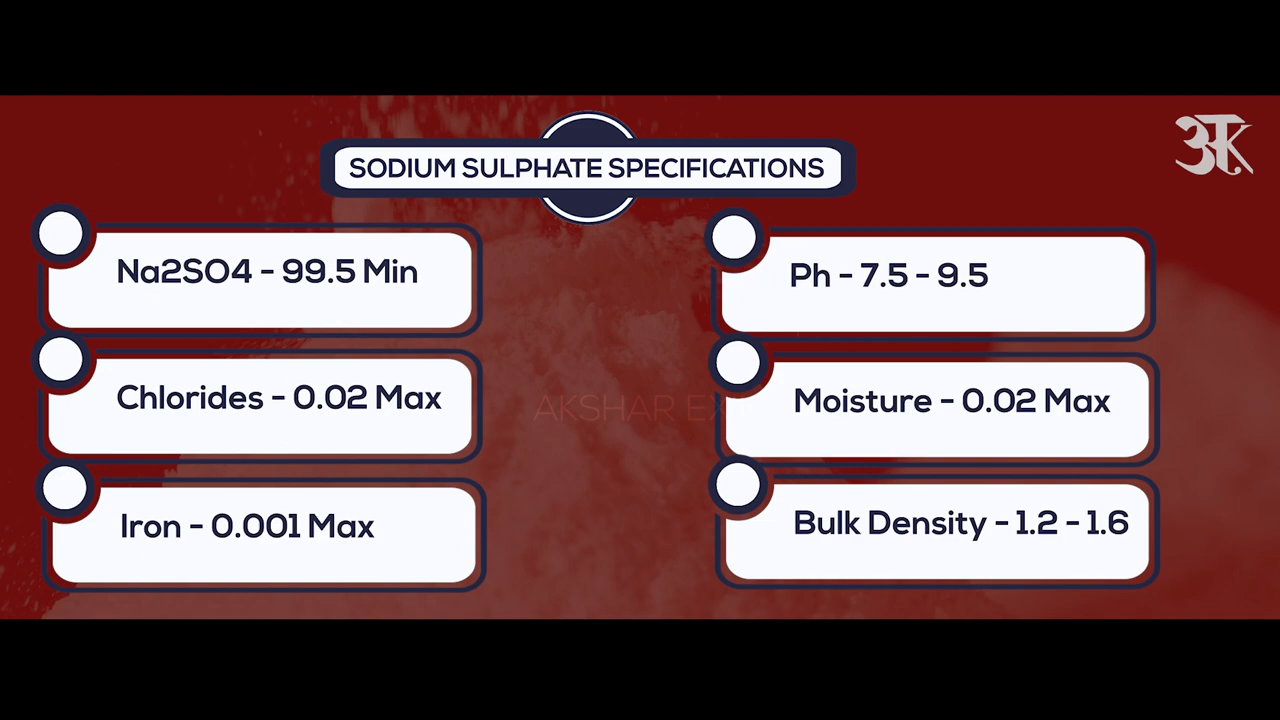 SODIUM SULPHATE SPECIFICATIONS
Na2SO4 - 99.5 Min
Ph - 7.5 - 9.5
Chlorides - 0.02 Max
Moisture - 0.02 Max
AKSHAR
Iron - 0.001 Max
Bulk Density - 1.2 - 1.6